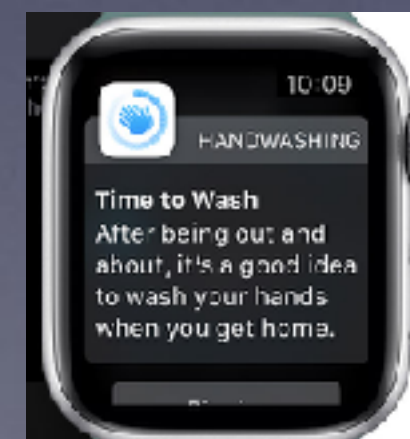 10:09
HANDWASHING
Time to Wash
After being out and
about, it's a good idea
to wash your hands
when you get home.